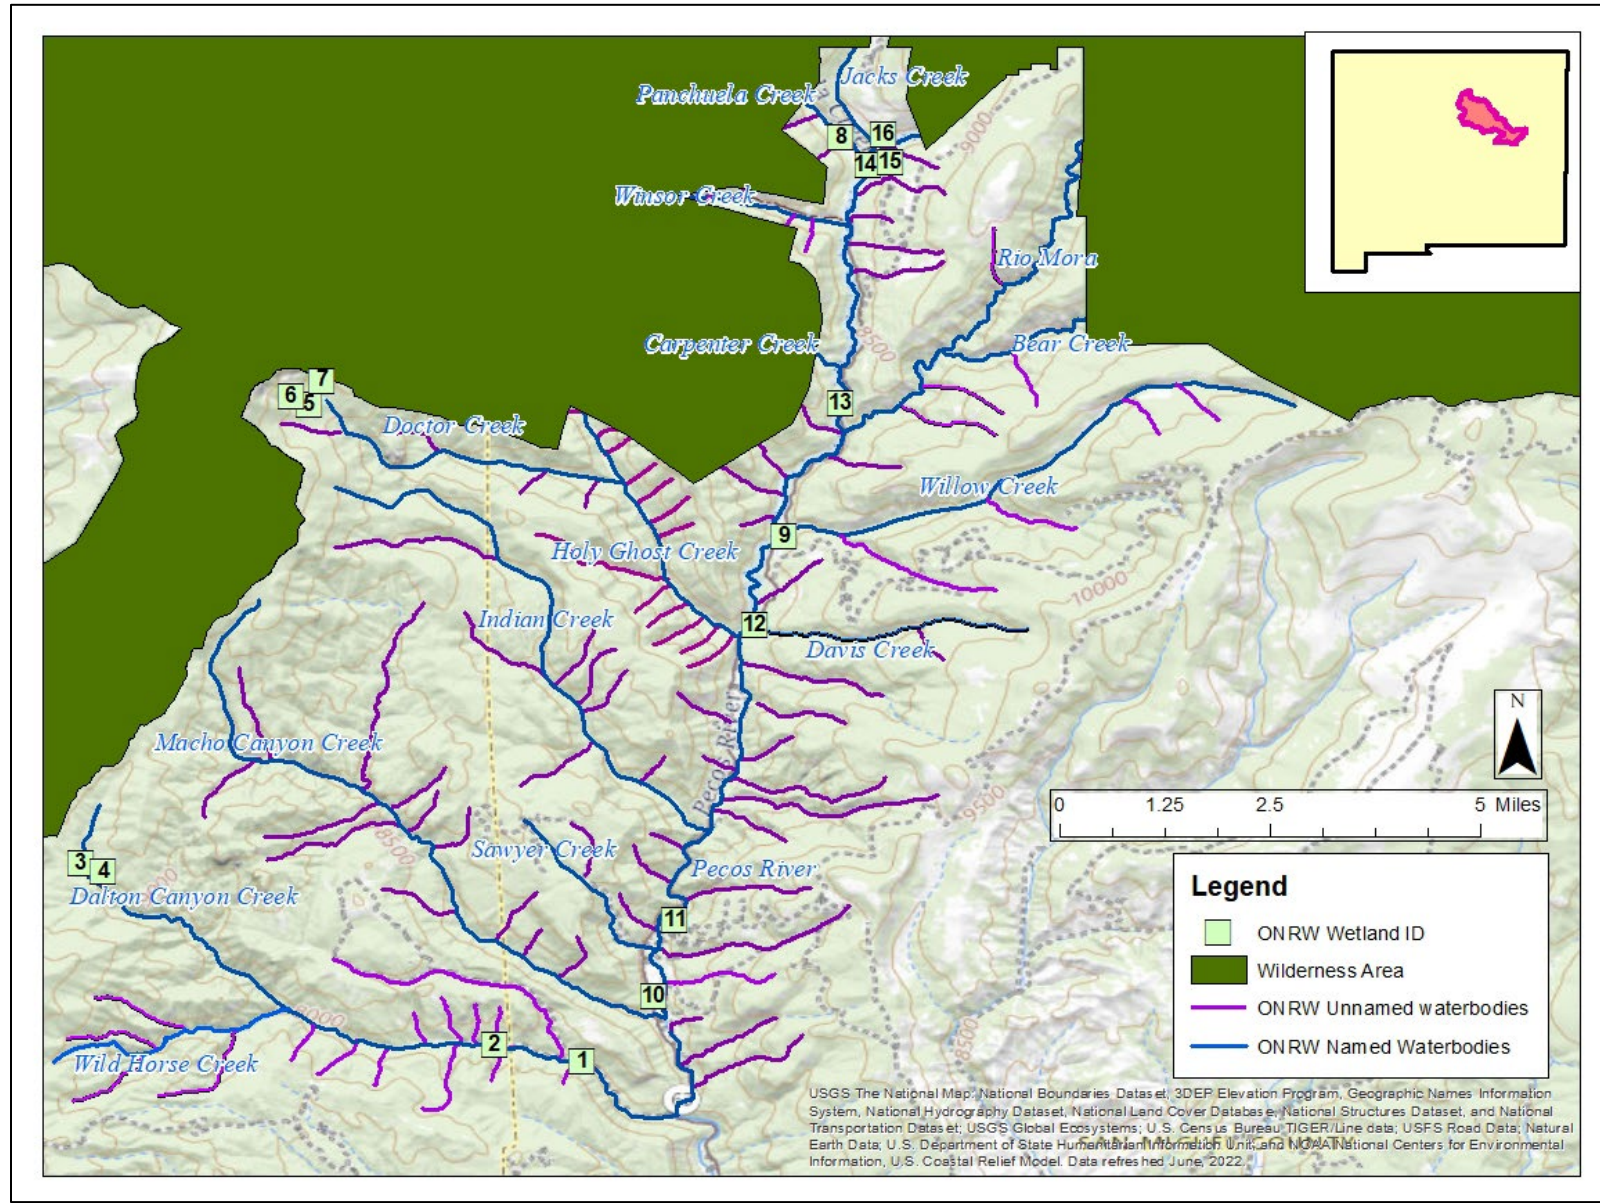 Jacks Creek
Panchuela Creek
8
16
14
15
9000
Winsor Creek
Rio Mora
Carpenter Creek
8500
Bear Creek
7
6
5
13
Doctor Creek
Willow Creek
9
Holy Ghost Creek
10000
Indian Creek
12
Davis Creek
Pecos River
N
Macho Canyon Creek
9500
0 1.25 2.5 5 Miles
8500
Sawyer Creek
3
4
Pecos River
Dalton Canyon Creek
11
10
2
1
Wild Horse Creek
8500
Legend
ONRW Wetland ID
Wilderness Area
ONRW Unnamed waterbodies
ONRW Named Waterbodies
USGS The National Map: National Boundaries Dataset, 3DEP Elevation Program, Geographic Names Information
System, National Hydrography Dataset, National Land Cover Database, National Structures Dataset, and National
Transportation Dataset; USGS Global Ecosystems; U.S. Census Bureau TIGER/Line data; USFS Road Data; Natural
Earth Data; U.S. Department of State Humanitarian Information Unit; and NOAA National Centers for Environmental
Information, U.S. Coastal Relief Model. Data refreshed June, 2022.
SAN MIGUEL COUNTY